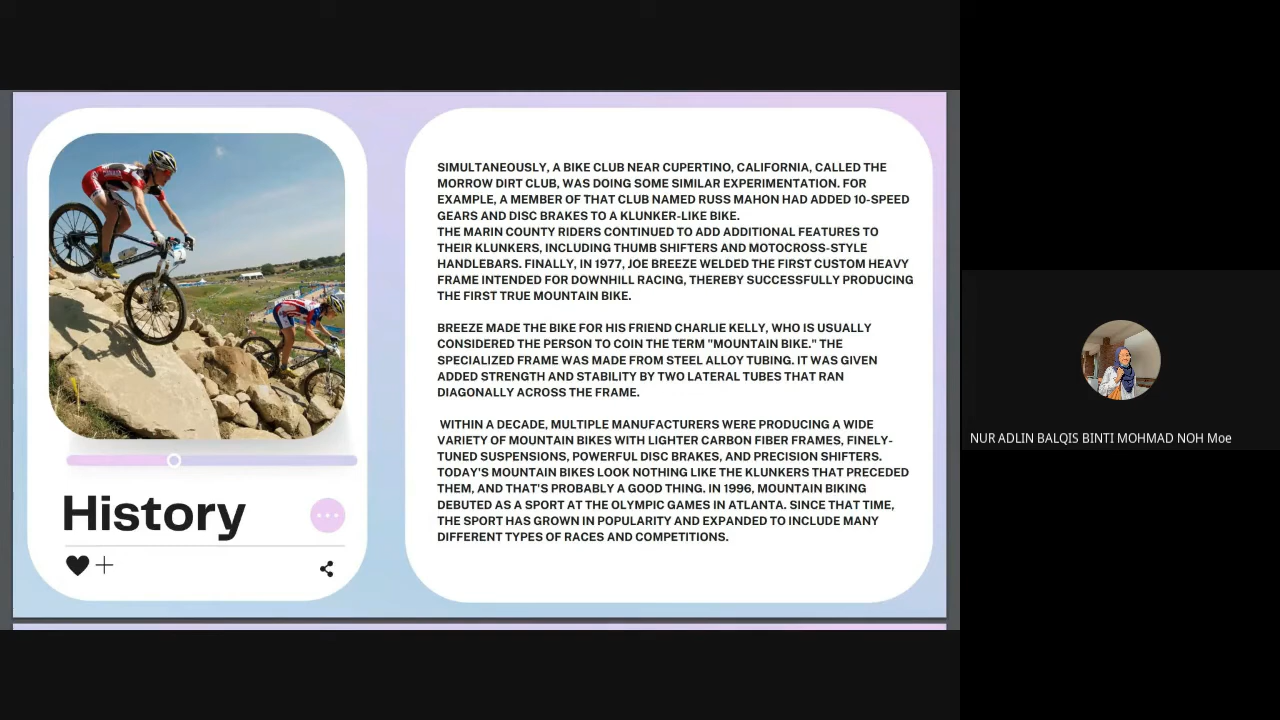 SIMULTANEOUSLY, A BIKE CLUB NEAR CUPERTINO, CALIFORNIA, CALLED THE
MORROW DIRT CLUB, WAS DOING SOME SIMILAR EXPERIMENTATION. FOR
EXAMPLE, A MEMBER OF THAT CLUB NAMED RUSS MAHON HAD ADDED 10-SPEED
GEARS AND DISC BRAKES TO A KLUNKER-LIKE BIKE.
THE MARIN COUNTY RIDERS CONTINUED TO ADD ADDITIONAL FEATURES TO
THEIR KLUNKERS, INCLUDING THUMB SHIFTERS AND MOTOCROSS-STYLE
HANDLEBARS. FINALLY, IN 1977, JOE BREEZE WELDED THE FIRST CUSTOM HEAVY
FRAME INTENDED FOR DOWNHILL RACING, THEREBY SUCCESSFULLY PRODUCING
THE FIRST TRUE MOUNTAIN BIKE.
BREEZE MADE THE BIKE FOR HIS FRIEND CHARLIE KELLY, WHO IS USUALLY
CONSIDERED THE PERSON TO COIN THE TERM "MOUNTAIN BIKE." THE
SPECIALIZED FRAME WAS MADE FROM STEEL ALLOY TUBING. IT WAS GIVEN
ADDED STRENGTH AND STABILITY BY TWO LATERAL TUBES THAT RAN
DIAGONALLY ACROSS THE FRAME.
WITHIN A DECADE, MULTIPLE MANUFACTURERS WERE PRODUCING A WIDE
VARIETY OF MOUNTAIN BIKES WITH LIGHTER CARBON FIBER FRAMES, FINELY-
TUNED SUSPENSIONS, POWERFUL DISC BRAKES, AND PRECISION SHIFTERS.
TODAY'S MOUNTAIN BIKES LOOK NOTHING LIKE THE KLUNKERS THAT PRECEDED
THEM, AND THAT'S PROBABLY A GOOD THING. IN 1996, MOUNTAIN BIKING
DEBUTED AS A SPORT AT THE OLYMPIC GAMES IN ATLANTA. SINCE THAT TIME,
THE SPORT HAS GROWN IN POPULARITY AND EXPANDED TO INCLUDE MANY
DIFFERENT TYPES OF RACES AND COMPETITIONS.
History
NUR ADLIN BALQIS BINTI MOHMAD NOH Moe